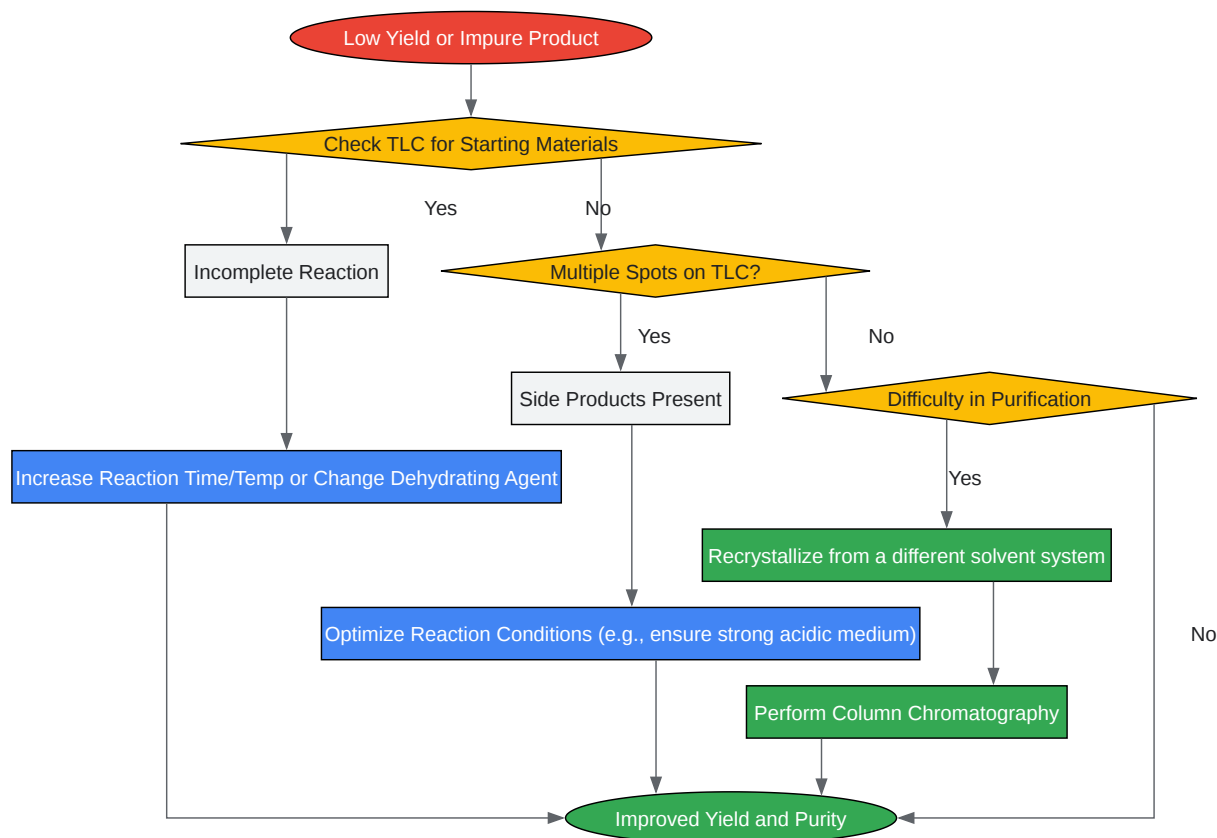 Low Yield or Impure Product
Check TLC for Starting Materials
Yes
No
Incomplete Reaction
Multiple Spots on TLC?
Yes
No
Side Products Present
Difficulty in Purification
Increase Reaction Time/Temp or Change Dehydrating Agent
Yes
Recrystallize from a different solvent system
Optimize Reaction Conditions (e.g., ensure strong acidic medium)
No
Perform Column Chromatography
Improved Yield and Purity